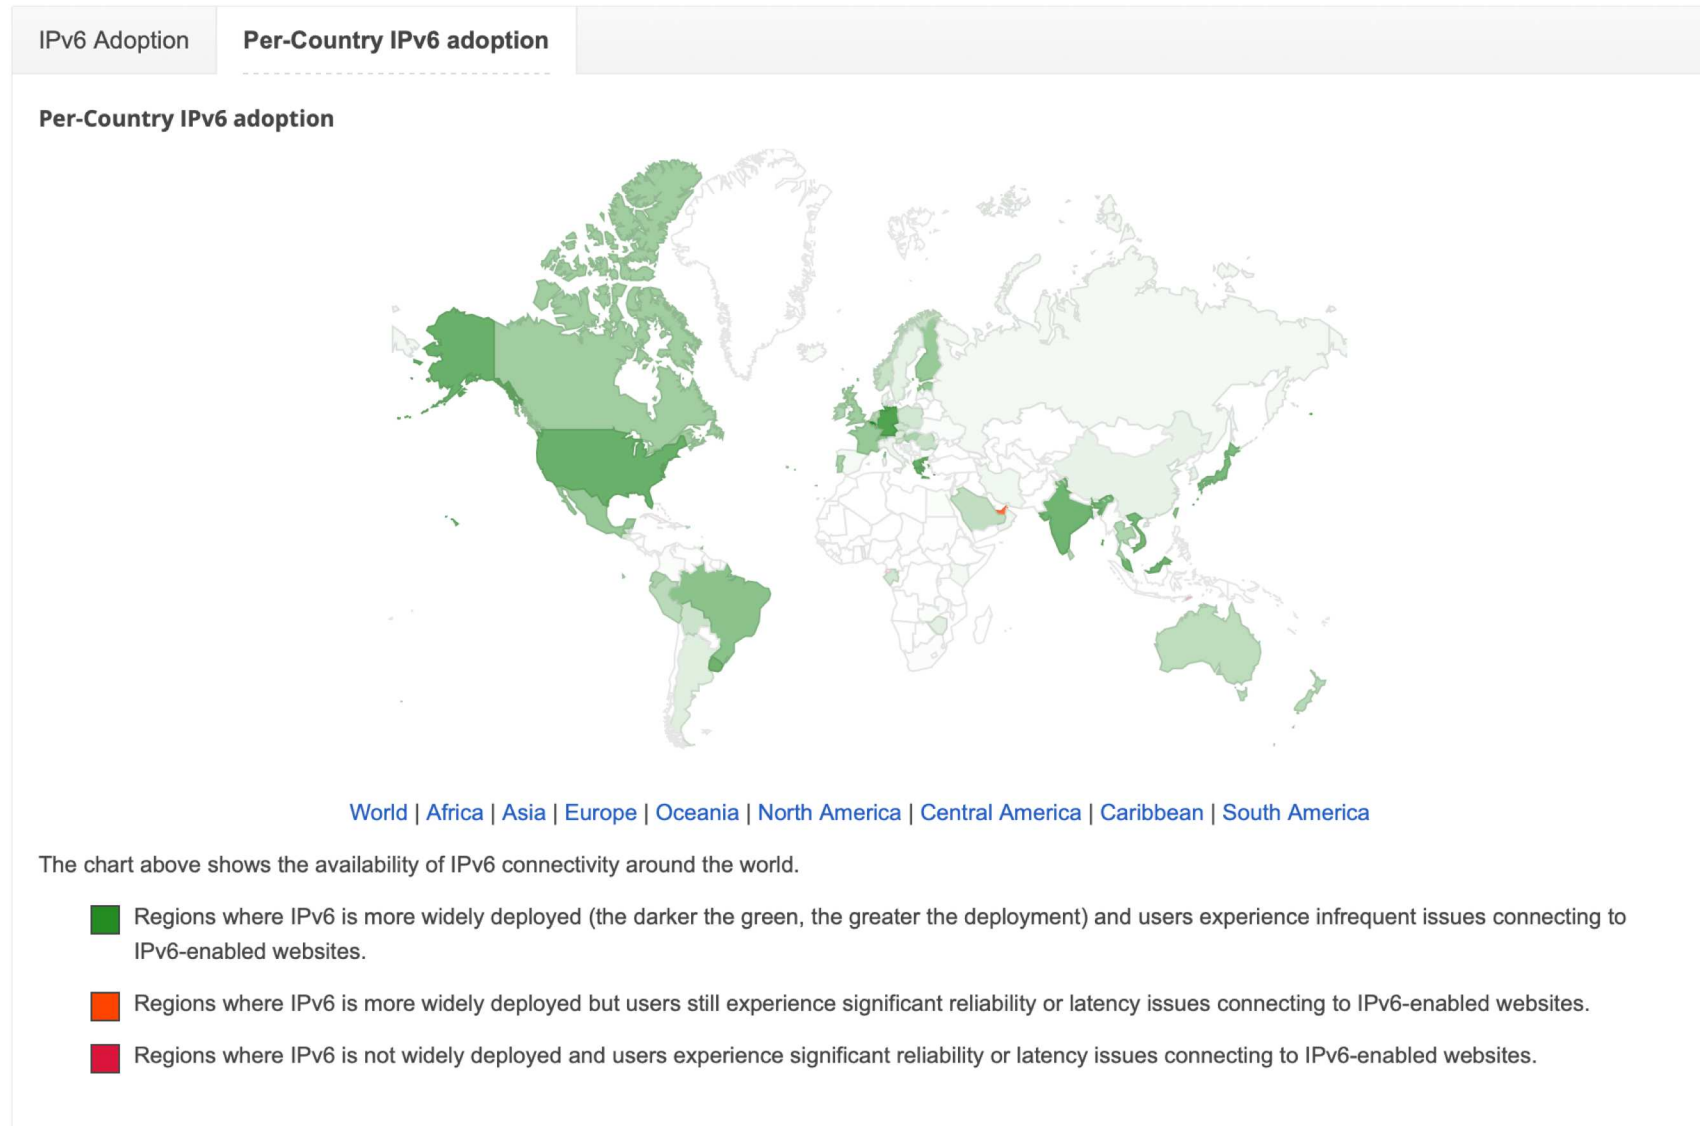 IPv6 Adoption
Per-Country IPv6 adoption
Per-Country IPv6 adoption
World | Africa | Asia | Europe | Oceania | North America | Central America | Caribbean | South America
The chart above shows the availability of IPv6 connectivity around the world.
Regions where IPv6 is more widely deployed (the darker the green, the greater the deployment) and users experience infrequent issues connecting to
IPv6-enabled websites.
Regions where IPv6 is more widely deployed but users still experience significant reliability or latency issues connecting to IPv6-enabled websites.
Regions where IPv6 is not widely deployed and users experience significant reliability or latency issues connecting to IPv6-enabled websites.